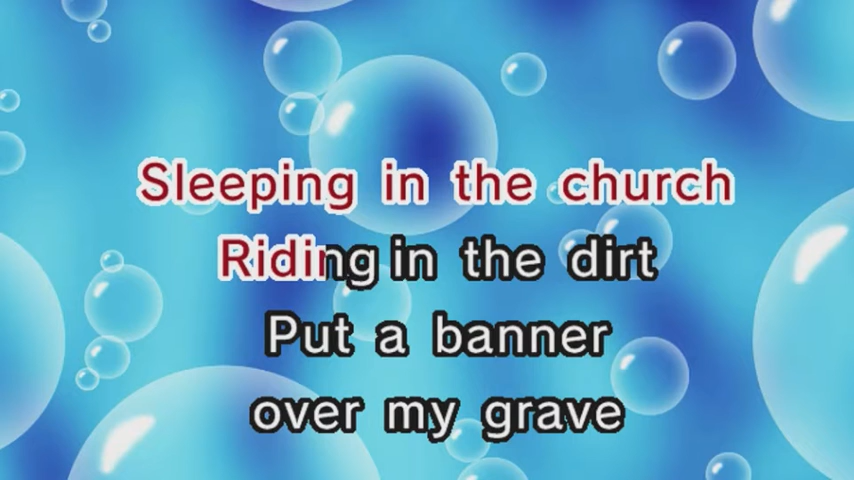 Sleeping in the church
Riding in the dirt
Put a banner
over my grave